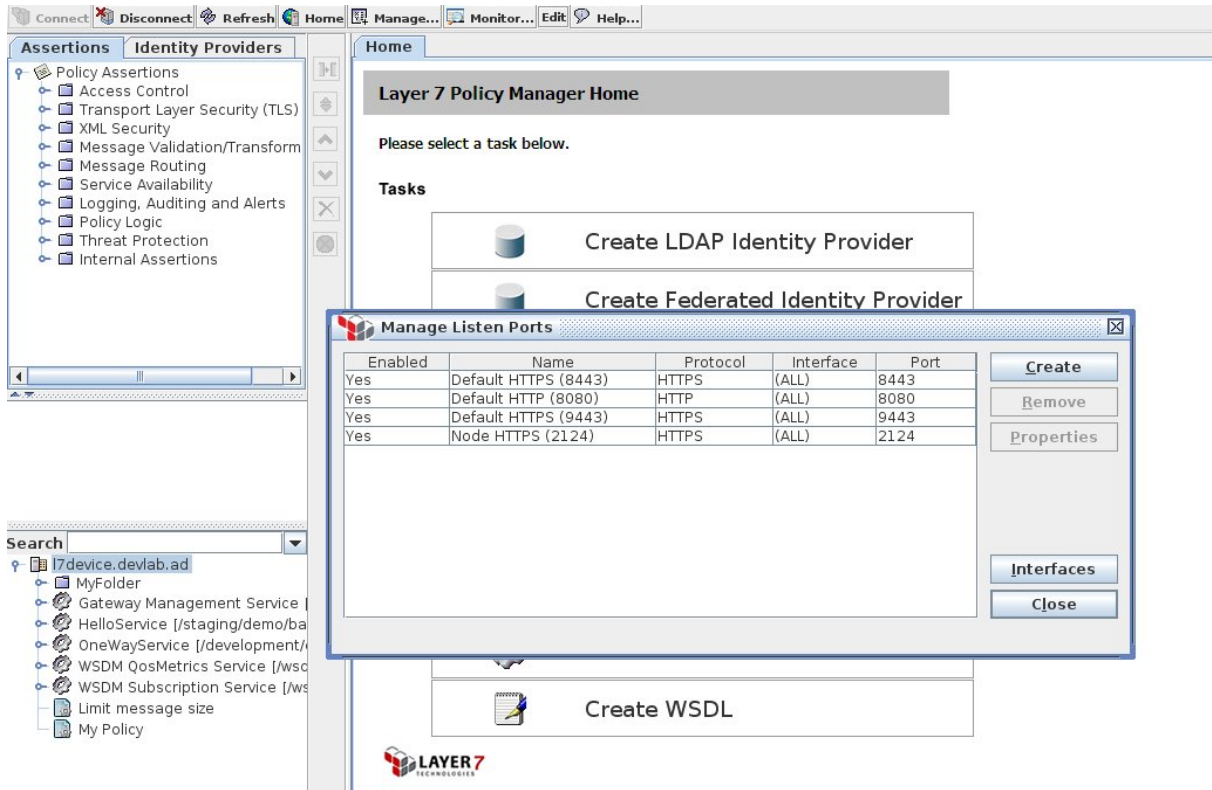 Connect Disconnect Refresh Home Manage... Monitor... Edit Help...
Assertions Identity Providers
Policy Assertions
Access Control
Transport Layer Security (TLS)
XML Security
Message Validation/Transform
Message Routing
Service Availability
Logging, Auditing and Alerts
Policy Logic
Threat Protection
Internal Assertions
Search
l7device.devlab.ad
MyFolder
Gateway Management Service [
HelloService [/staging/demo/ba
OneWayService [/development/
WSDM QosMetrics Service [/wsd
WSDM Subscription Service [/ws
Limit message size
My Policy
Home
Layer 7 Policy Manager Home
Please select a task below.
Tasks
Create LDAP Identity Provider
Create Federated Identity Provider
Manage Listen Ports
Enabled Name Protocol Interface Port
Yes Default HTTPS (8443) HTTPS (ALL) 8443
Yes Default HTTP (8080) HTTP (ALL) 8080
Yes Default HTTPS (9443) HTTPS (ALL) 9443
Yes Node HTTPS (2124) HTTPS (ALL) 2124
Create
Remove
Properties
Interfaces
Close
Create WSDL
LAYER 7
TECHNOLOGIES